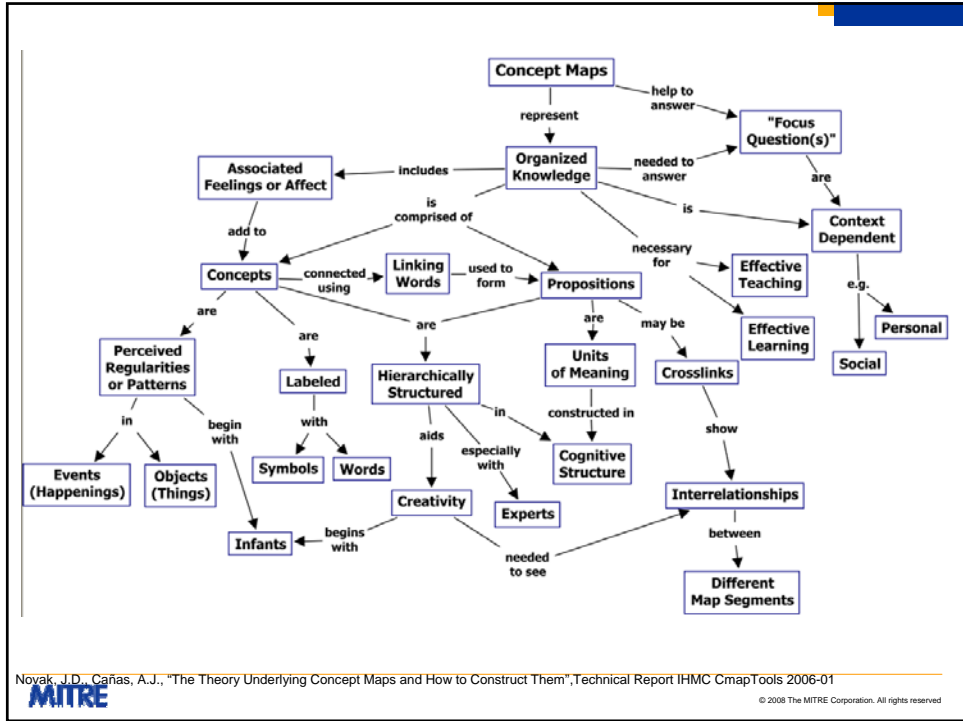 Concept Maps
help to
answer
represent
"Focus
Question(s)"
Associated
Feelings or Affect
includes
Organized
Knowledge
needed to
answer
are
is
comprised of
is
Context
Dependent
add to
necessary
for
Concepts
connected
using
Linking
Words
used to
form
Propositions
Effective
Teaching
e.g.
are
are
are
are
may be
Effective
Learning
Personal
Social
Perceived
Regularities
or Patterns
Labeled
Hierarchically
Structured
Units
of Meaning
Crosslinks
in
begin
with
with
aids
in
especially
with
constructed in
show
Events
(Happenings)
Objects
(Things)
Symbols
Words
Cognitive
Structure
Creativity
Experts
Interrelationships
Infants
begins
with
needed
to see
between
Different
Map Segments
Novak, J.D., Cañas, A.J., “The Theory Underlying Concept Maps and How to Construct Them”,Technical Report IHMC CmapTools 2006-01
MITRE
© 2008 The MITRE Corporation. All rights reserved